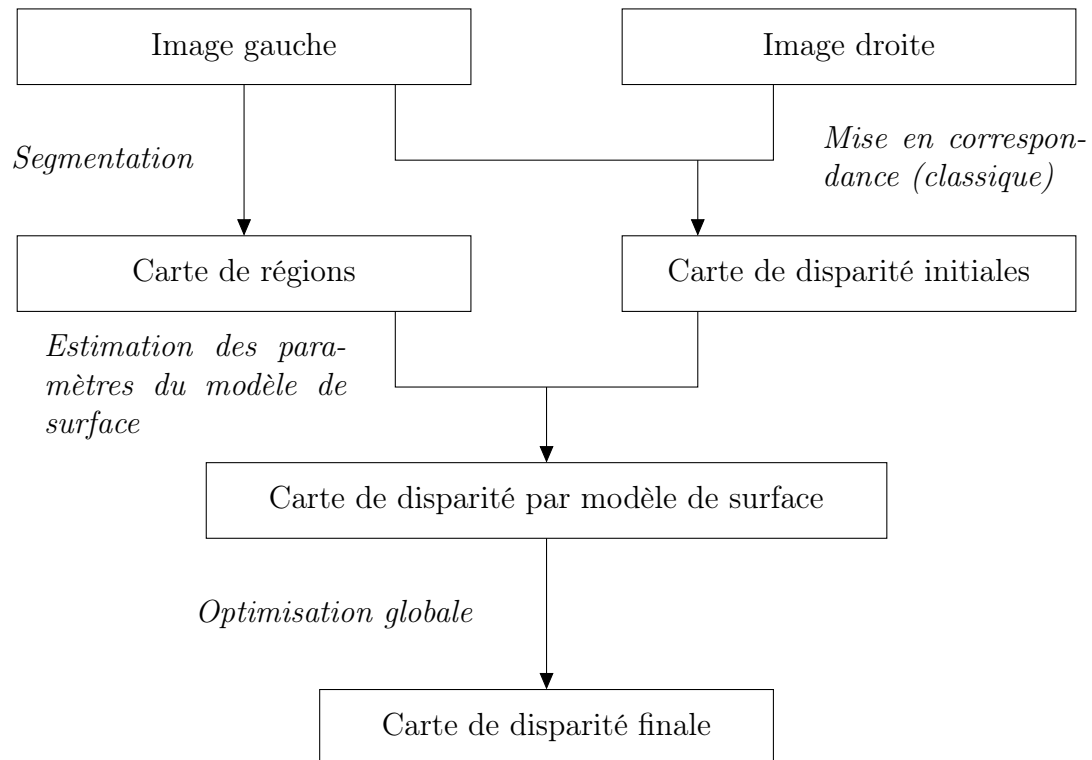 Image gauche
Image droite
Segmentation
Mise en correspon-
dance (classique)
Carte de régions
Carte de disparité initiales
Estimation des para-
mètres du modèle de
surface
Carte de disparité par modèle de surface
Optimisation globale
Carte de disparité finale